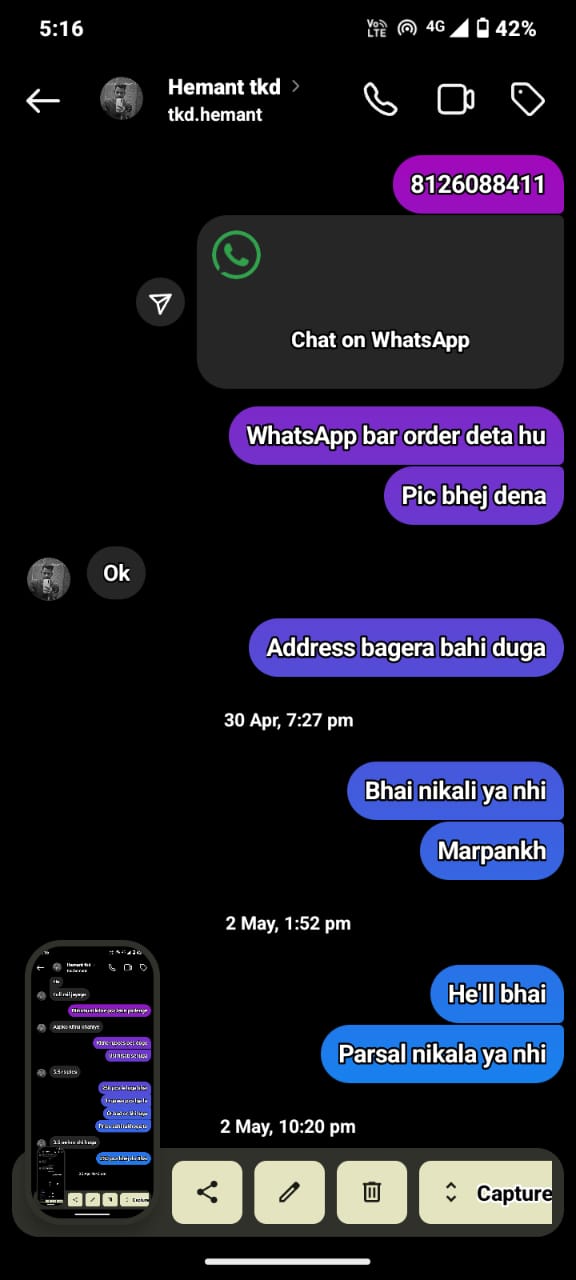 5:16
Vo LTE 4G 42%
Hemant tkd
tkd.hemant
8126088411
Chat on WhatsApp
WhatsApp bar order deta hu
Pic bhej dena
Ok
Address bagera bahi duga
30 Apr, 7:27 pm
Bhai nikali ya nhi
Marpankh
2 May, 1:52 pm
He'll bhai
Parsal nikala ya nhi
2 May, 10:20 pm
Capture